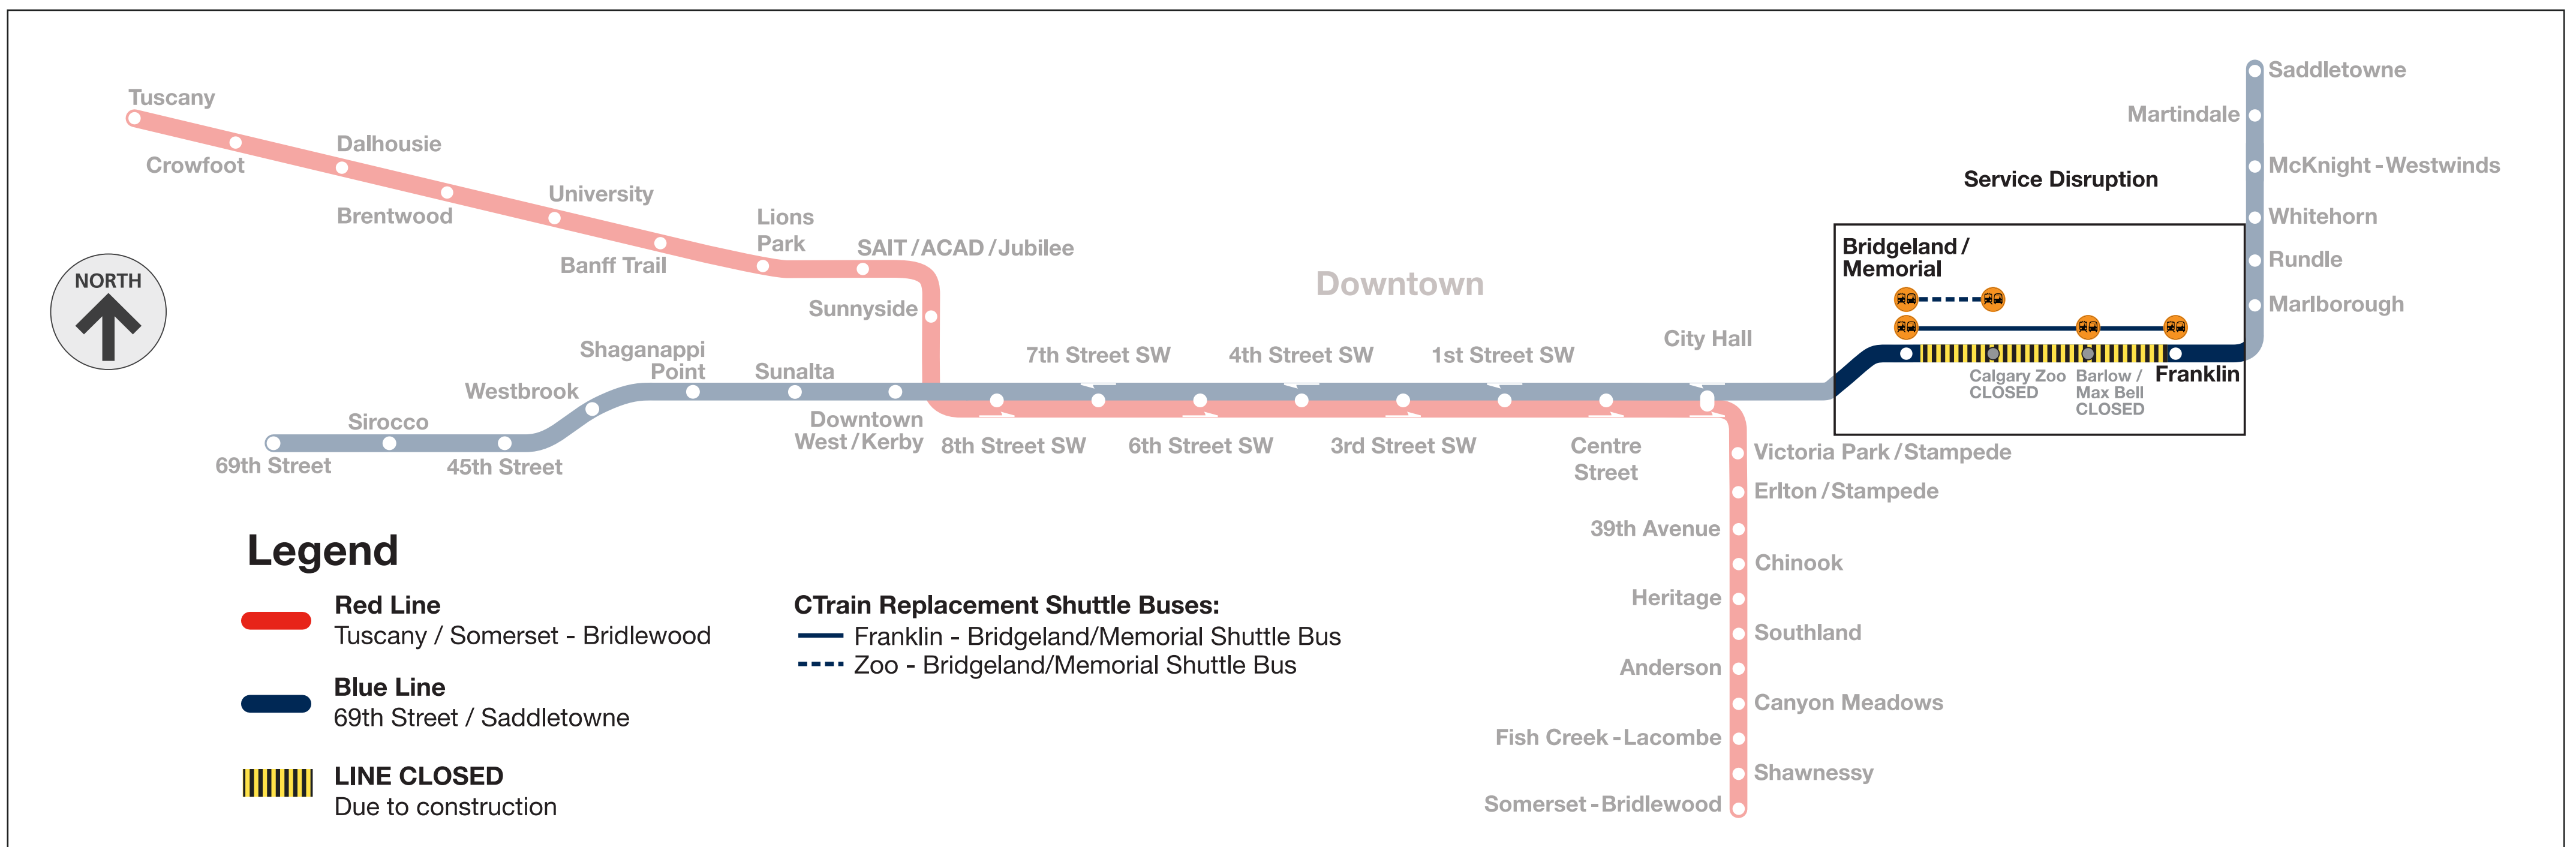 Tuscany
Crowfoot
Dalhousie
Brentwood
University
Banff Trail
Lions
Park
SAIT / ACAD / Jubilee
Sunnyside
NORTH
Downtown
Service Disruption
Saddletowne
Martindale
McKnight - Westwinds
Whitehorn
Rundle
Marlborough
Bridgeland /
Memorial
Calgary Zoo
CLOSED
Barlow /
Max Bell
CLOSED
Franklin
69th Street
Sirocco
45th Street
Westbrook
Shaganappi
Point
Sunalta
Downtown
West / Kerby
8th Street SW
7th Street SW
6th Street SW
4th Street SW
3rd Street SW
1st Street SW
Centre
Street
City Hall
Victoria Park / Stampede
Erlton / Stampede
39th Avenue
Chinook
Heritage
Southland
Anderson
Canyon Meadows
Fish Creek - Lacombe
Shawnessy
Somerset - Bridlewood
Legend
Red Line
Tuscany / Somerset - Bridlewood
Blue Line
69th Street / Saddletowne
LINE CLOSED
Due to construction
CTrain Replacement Shuttle Buses:
Franklin - Bridgeland/Memorial Shuttle Bus
Zoo - Bridgeland/Memorial Shuttle Bus